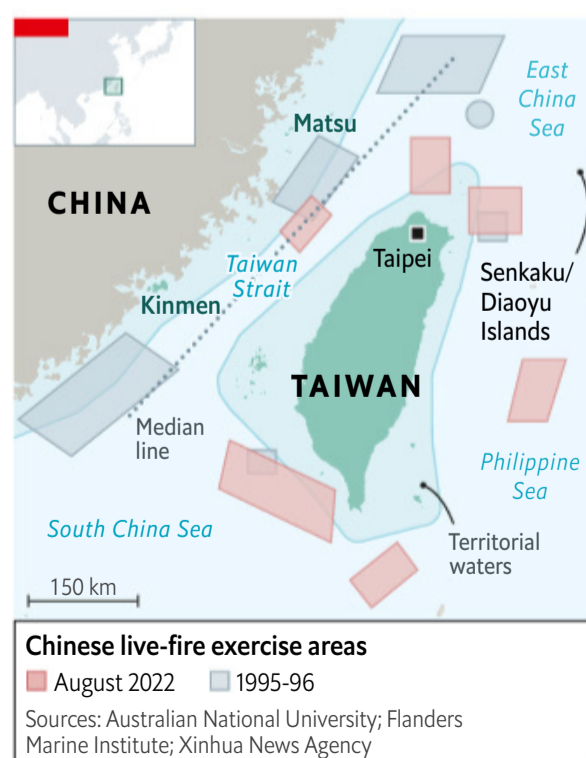 East
China
Sea
Matsu
CHINA
Taipei
Taiwan
Strait
Senkaku/
Diaoyu
Islands
Kinmen
TAIWAN
Median
line
Philippine
Sea
South China Sea
Territorial
waters
150 km
Chinese live-fire exercise areas
August 2022 1995-96
Sources: Australian National University; Flanders
Marine Institute; Xinhua News Agency